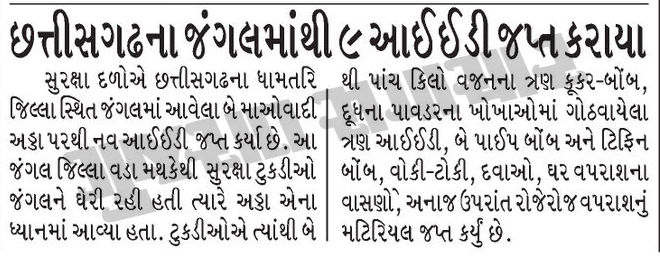 છત્તીસગઢના જંગલમાંથી ૯ આઈઈડી જપ્ત કરાયા
સુરક્ષા દળોએ છત્તીસગઢના ધામતરિ
જિલ્લા સ્થિત જંગલમાં આવેલા બે માઓવાદી
અડ્ડા પરથી નવ આઈઈડી જપ્ત કર્યા છે. આ
જંગલ જિલ્લા વડા મથકેથી સુરક્ષા ટુકડીઓ
જંગલને ઘેરી રહી હતી ત્યારે અડ્ડા એના
ધ્યાનમાં આવ્યા હતા. ટુકડીઓએ ત્યાંથી બે
થી પાંચ કિલો વજનના ત્રણ કૂકર-બોંબ,
દૂધના પાવડરના ખોખાઓમાં ગોઠવાયેલા
ત્રણ આઈઈડી, બે પાઈપ બોંબ અને ટિફિન
બોંબ, વોકી-ટોકી, દવાઓ, ઘર વપરાશના
વાસણો, અનાજ ઉપરાંત રોજેરોજ વપરાશનું
મટિરિયલ જપ્ત કર્યું છે.